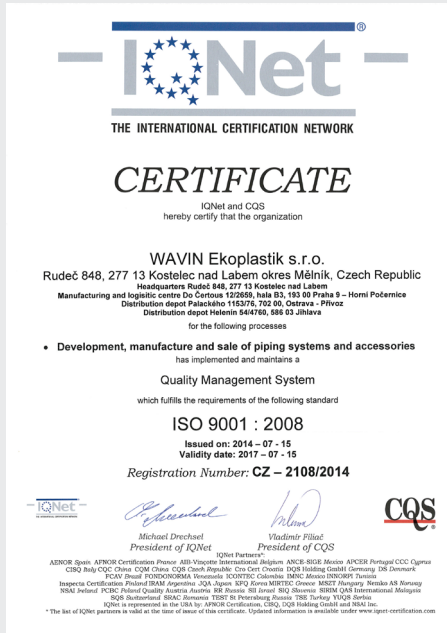 IQNet®
THE INTERNATIONAL CERTIFICATION NETWORK
CERTIFICATE
IQNet and CQS
hereby certify that the organization
WAVIN Ekoplastik s.r.o.
Rudeč 848, 277 13 Kostelec nad Labem okres Mělník, Czech Republic
Headquarters Rudeč 848, 277 13 Kostelec nad Labem
Manufacturing and logisitic centre Do Čertous 12/2659, hala B3, 193 00 Praha 9 – Horní Počernice
Distribution depot Palackého 1153/76, 702 00, Ostrava - Přívoz
Distribution depot Helenín 54/4760, 586 03 Jihlava
for the following processes
• Development, manufacture and sale of piping systems and accessories
has implemented and maintains a
Quality Management System
which fulfills the requirements of the following standard
ISO 9001 : 2008
Issued on: 2014 – 07 - 15
Validity date: 2017 - 07 - 15
Registration Number: CZ – 2108/2014
IQNet
CQS
Michael Drechsel
President of IQNet
Vladimír Filiač
President of CQS
IQNet Partners*:
AENOR Spain AFNOR Certification France AIB-Vinçotte International Belgium ANCE-SIGE Mexico APCER Portugal CCC Cyprus
CISQ Italy CQC China CQM China CQS Czech Republic Cro Cert Croatia DQS Holding GmbH Germany DS Denmark
FCAV Brazil FONDONORMA Venezuela ICONTEC Colombia IMNC Mexico INNORPI Tunisia
Inspecta Certification Finland IRAM Argentina JQA Japan KFQ Korea MIRTEC Greece MSZT Hungary Nemko AS Norway
NSAI Ireland PCBC Poland Quality Austria Austria RR Russia SII Israel SIQ Slovenia SIRIM QAS International Malaysia
SQS Switzerland SRAC Romania TEST St Petersburg Russia TSE Turkey YUQS Serbia
IQNet is represented in the USA by: AFNOR Certification, CISQ, DQS Holding GmbH and NSAI Inc.
* The list of IQNet partners is valid at the time of issue of this certificate. Updated information is available under www.iqnet-certification.com